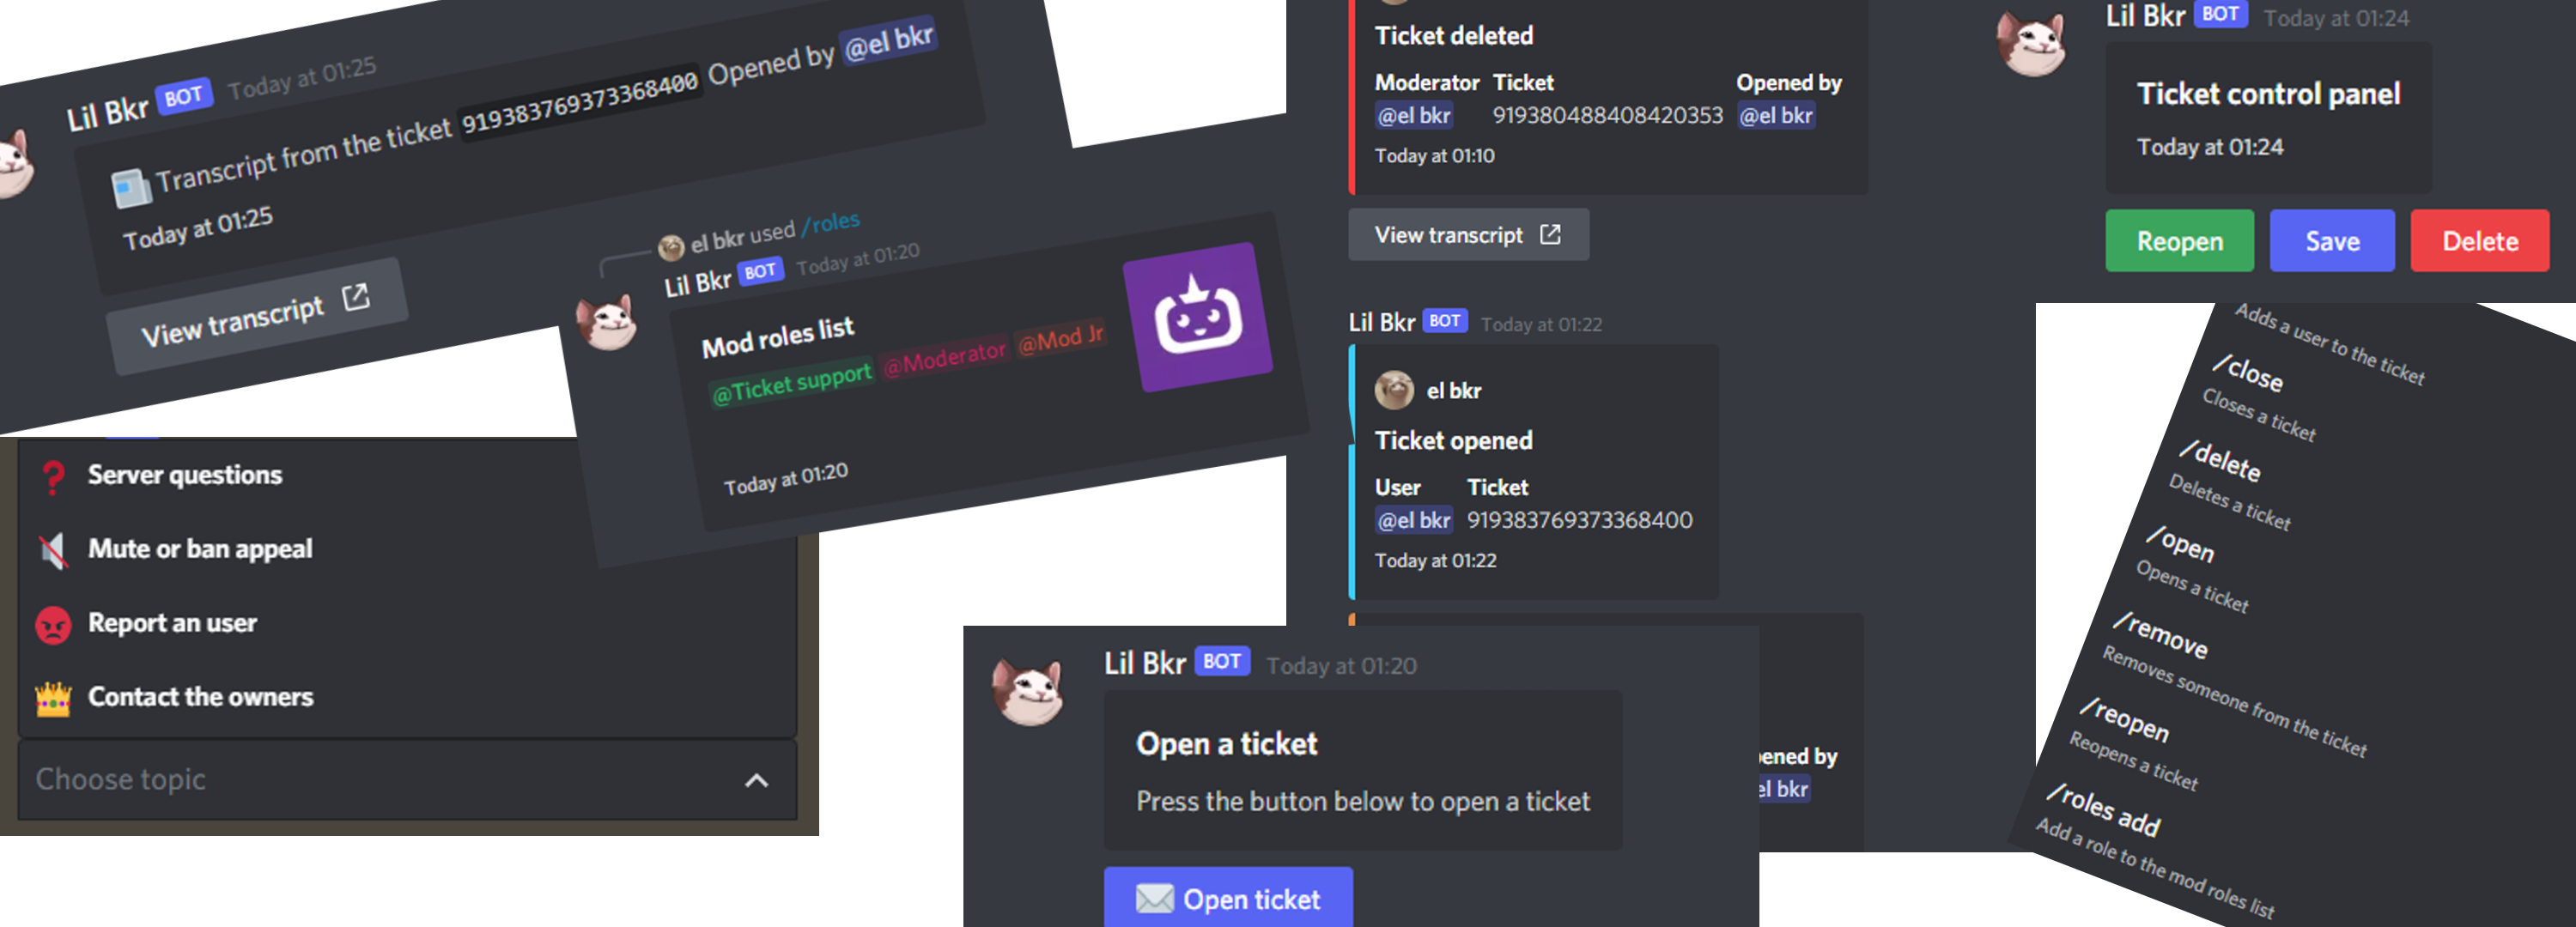 Lil Bkr BOT Today at 01:25
Transcript from the ticket 919383769373368400 Opened by @el bkr
Today at 01:25
View transcript
el bkr used /roles
Lil Bkr BOT Today at 01:20
Mod roles list
@Ticket support @Moderator @Mod Jr
Today at 01:20
Server questions
Mute or ban appeal
Report an user
Contact the owners
Choose topic
Ticket deleted
Moderator Ticket Opened by
@el bkr 919380488408420353 @el bkr
Today at 01:10
View transcript
Lil Bkr BOT Today at 01:22
el bkr
Ticket opened
User Ticket
@el bkr 919383769373368400
Today at 01:22
ened by
el bkr
Lil Bkr BOT Today at 01:20
Open a ticket
Press the button below to open a ticket
Open ticket
Lil Bkr BOT Today at 01:24
Ticket control panel
Today at 01:24
Reopen Save Delete
Adds a user to the ticket
/close
Closes a ticket
/delete
Deletes a ticket
/open
Opens a ticket
/remove
Removes someone from the ticket
/reopen
Reopens a ticket
/roles add
Add a role to the mod roles list